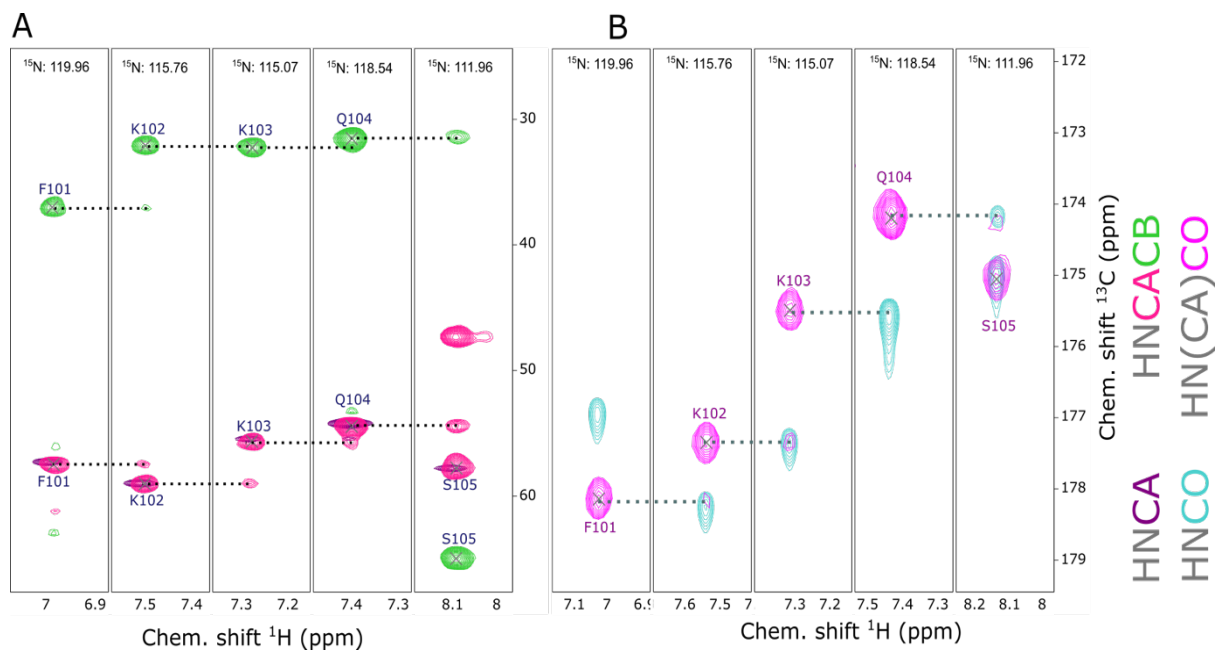 A
B
¹⁵N: 119.96
¹⁵N: 115.76
¹⁵N: 115.07
¹⁵N: 118.54
¹⁵N: 111.96
¹⁵N: 119.96
¹⁵N: 115.76
¹⁵N: 115.07
¹⁵N: 118.54
¹⁵N: 111.96
172
30
K102
K103
Q104
173
F101
Q104
174
40
K103
175
S105
176
50
Q104
177
K103
K102
F101
K102
S105
178
60
F101
S105
179
7 6.9
7.5 7.4
7.3 7.2
7.4 7.3
8.1 8
7.1 7 6.9
7.6 7.5 7
7.3 7.2
7.5 7.4 7.3
8.2 8.1 8
Chem. shift ¹H (ppm)
Chem. shift ¹H (ppm)
Chem. shift ¹³C (ppm)
HNCACB
HN(CA)CO
HNCA
HNCO